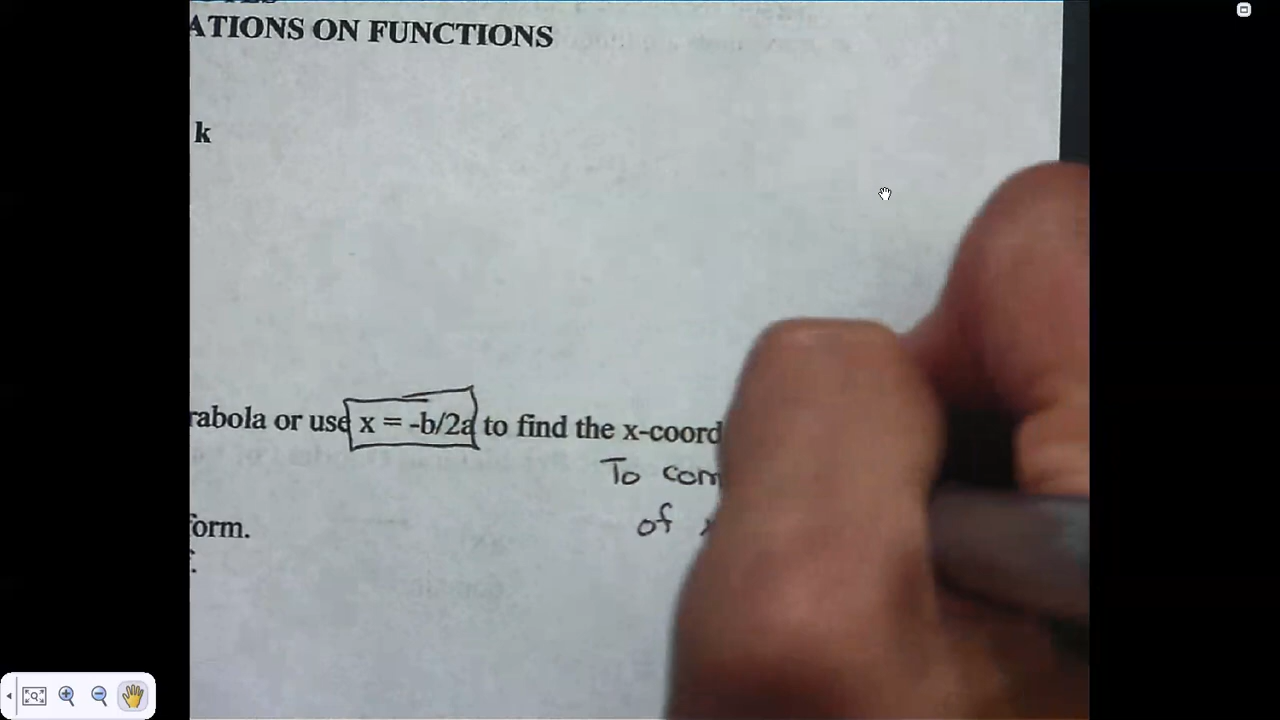 ATIONS ON FUNCTIONS
k
rabola or use x = -b/2a to find the x-coord
To com
of
form.